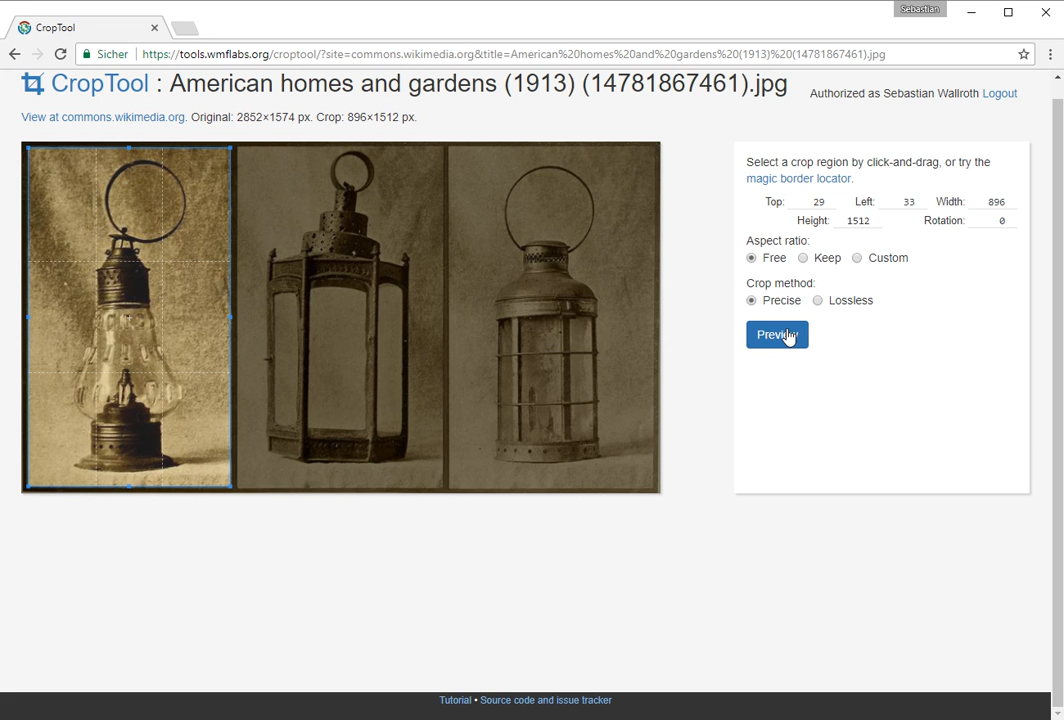 Sebastian
CropTool
Sicher https://tools.wmflabs.org/croptool/?site=commons.wikimedia.org&title=American%20homes%20and%20gardens%20(1913)%20(14781867461).jpg
CropTool : American homes and gardens (1913) (14781867461).jpg
Authorized as Sebastian Wallroth Logout
View at commons.wikimedia.org. Original: 2852×1574 px. Crop: 896×1512 px.
Select a crop region by click-and-drag, or try the
magic border locator.
Top: 29 Left: 33 Width: 896
Height: 1512 Rotation: 0
Aspect ratio:
Free Keep Custom
Crop method:
Precise Lossless
Preview
Tutorial • Source code and issue tracker